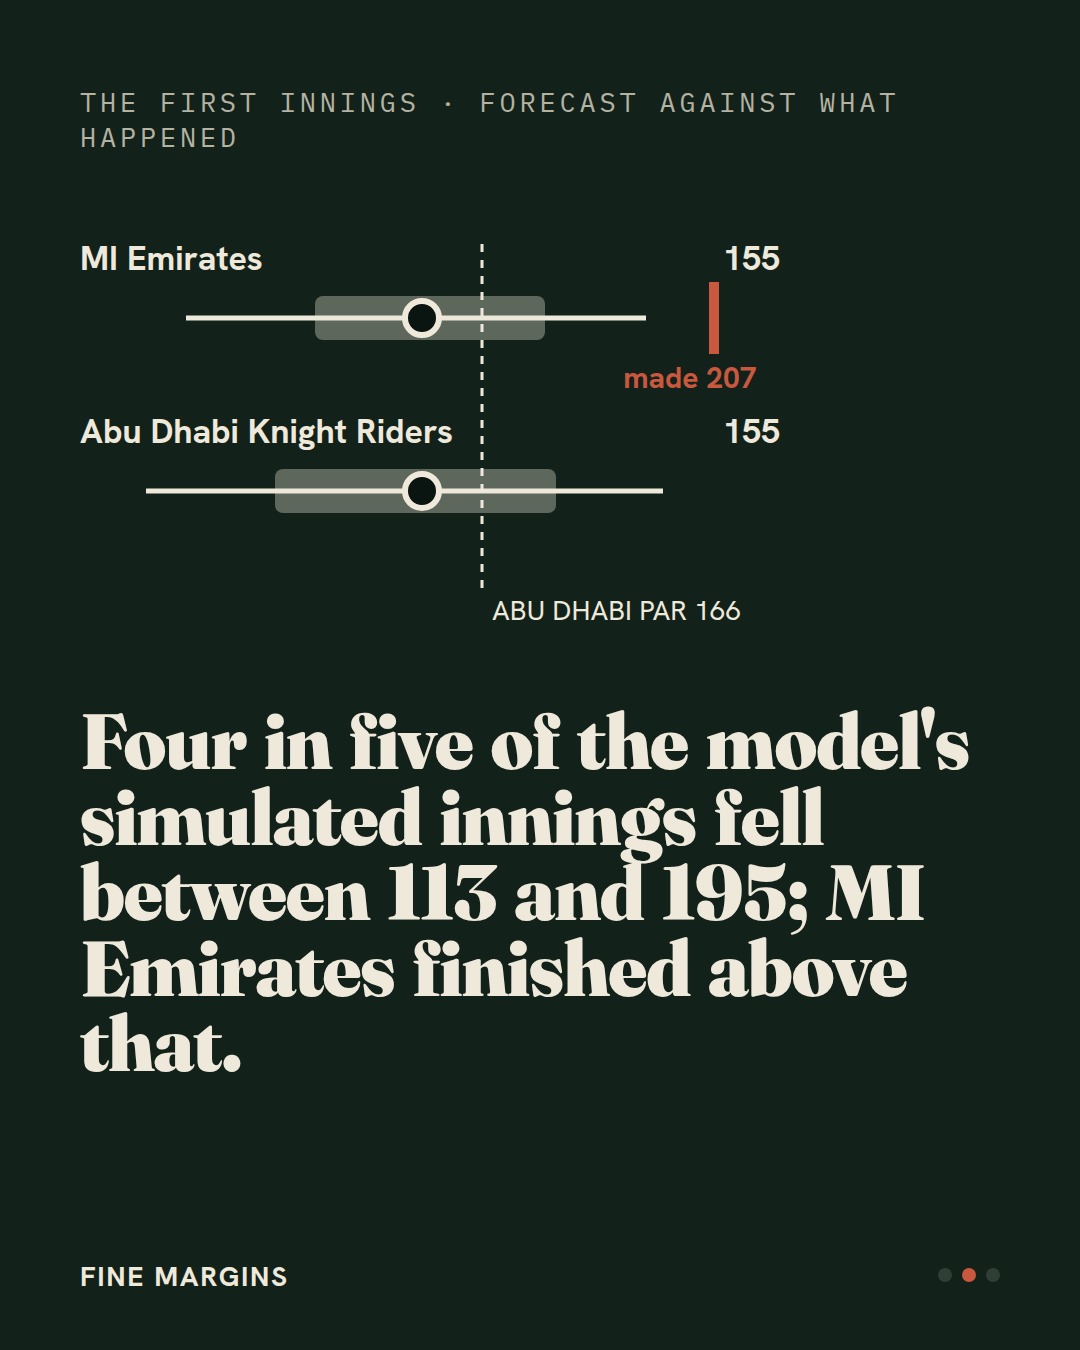 THE FIRST INNINGS · FORECAST AGAINST WHAT
HAPPENED
MI Emirates 155
made 207
Abu Dhabi Knight Riders 155
ABU DHABI PAR 166
Four in five of the model's
simulated innings fell
between 113 and 195; MI
Emirates finished above
that.
FINE MARGINS